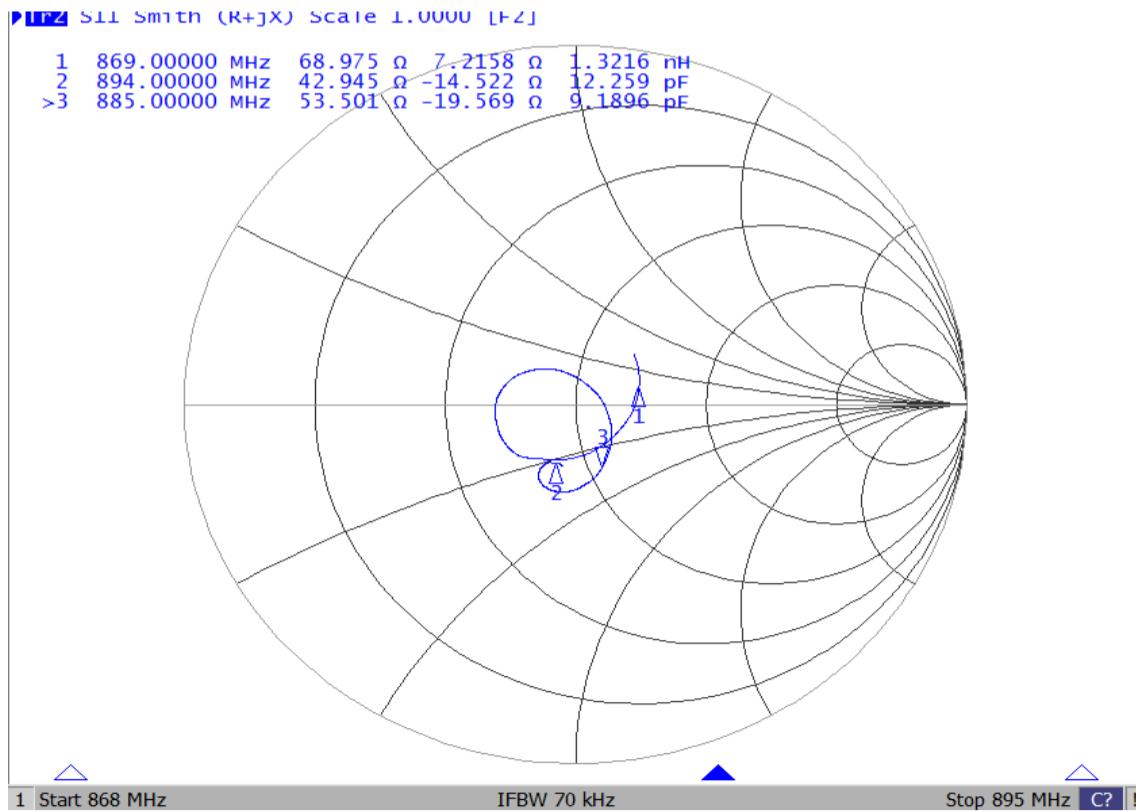 Tr2 S11 Smith (R+jX) Scale 1.0000 [F2]
1 869.00000 MHz 68.975 Ω 7.2158 Ω 1.3216 nH
2 894.00000 MHz 42.945 Ω -14.522 Ω 12.259 pF
>3 885.00000 MHz 53.501 Ω -19.569 Ω 9.1896 pF
1
3
2
1 Start 868 MHz IFBW 70 kHz Stop 895 MHz C? !